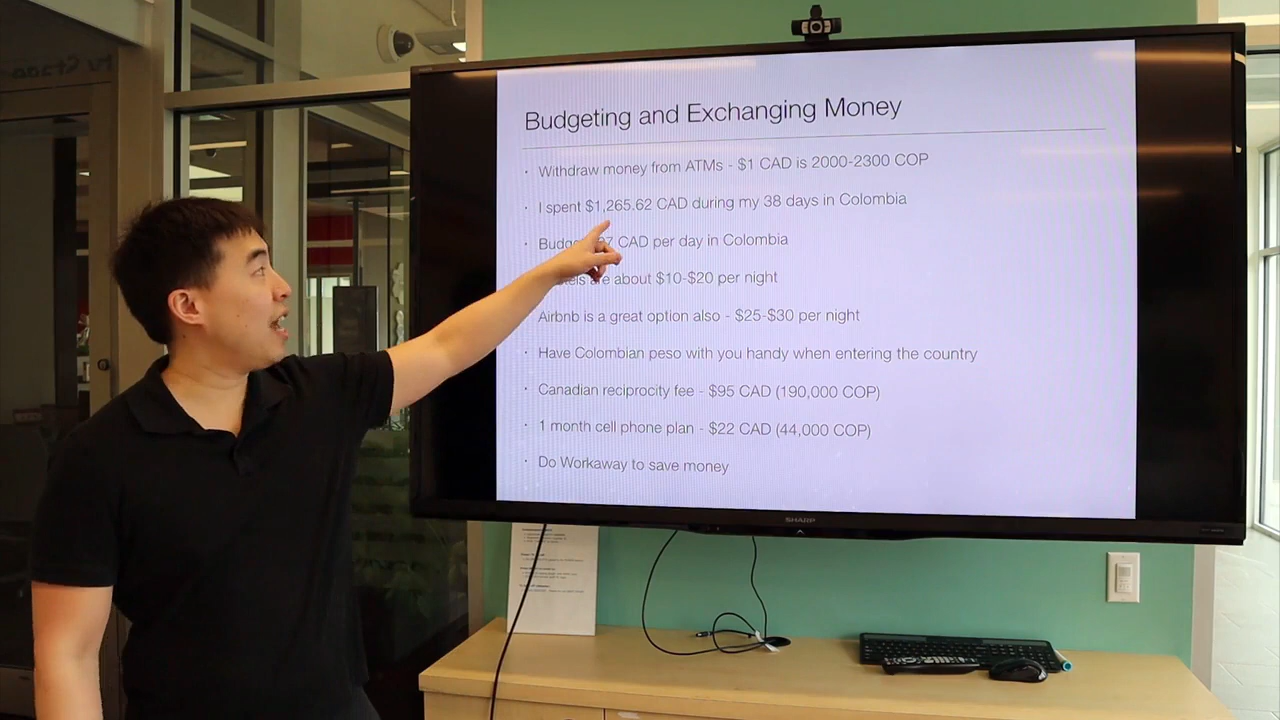 Budgeting and Exchanging Money
· Withdraw money from ATMs - $1 CAD is 2000-2300 COP
· I spent $1,265.62 CAD during my 38 days in Colombia
· CAD per day in Colombia
are about $10-$20 per night
Airbnb is a great option also - $25-$30 per night
· Have Colombian peso with you handy when entering the country
· Canadian reciprocity fee - $95 CAD (190,000 COP)
· 1 month cell phone plan - $22 CAD (44,000 COP)
· Do Workaway to save money
SHARP